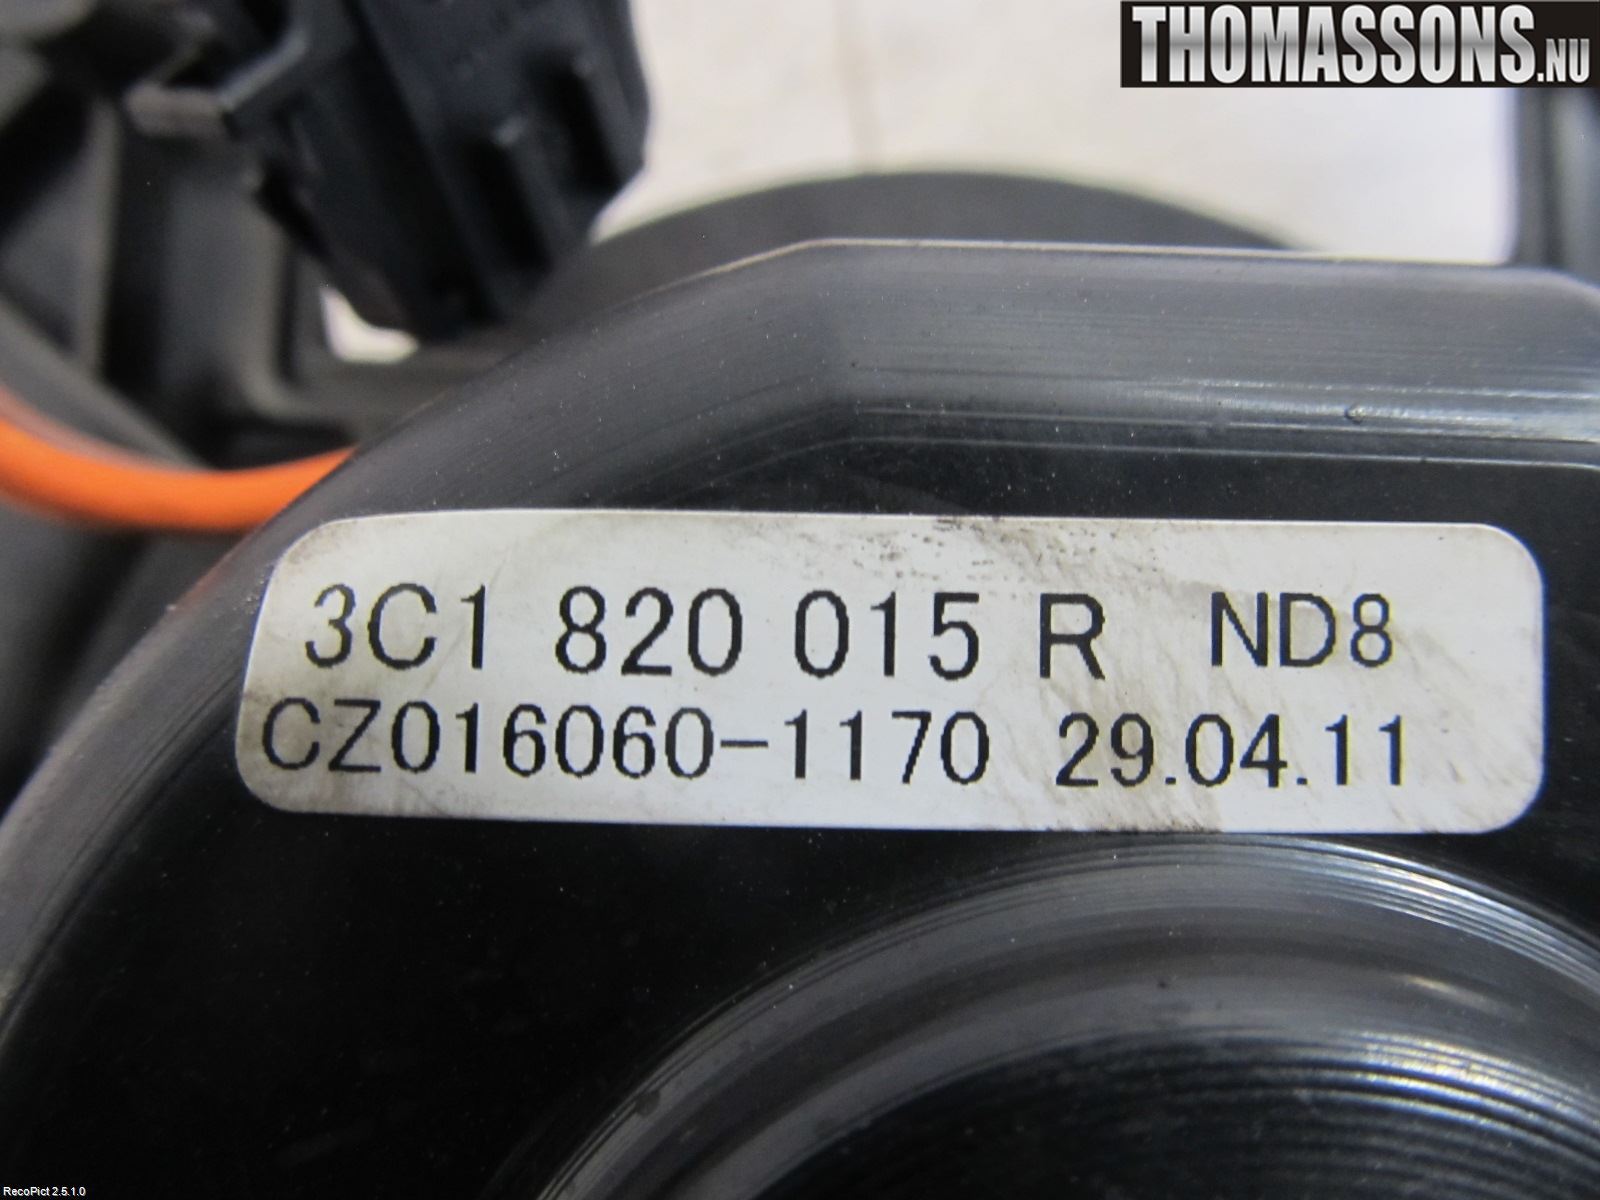 THOMASSONS.NU
3C1 820 015 R ND8
CZ016060-1170 29.04.11
RecoPict 2.5.1.0